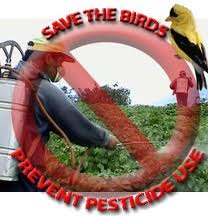 SAVE THE BIRDS
PREVENT PESTICIDE USE